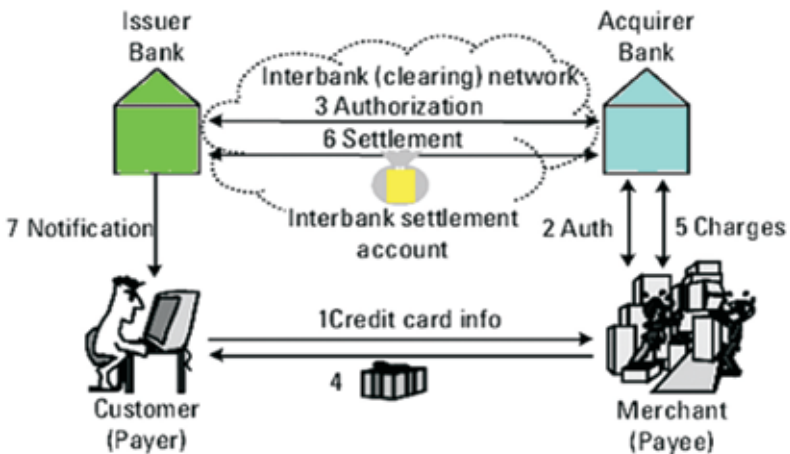 Issuer
Bank
Acquirer
Bank
Interbank (clearing) network
3 Authorization
6 Settlement
Interbank settlement
account
7 Notification
2 Auth
5 Charges
1Credit card info
4
Customer
(Payer)
Merchant
(Payee)